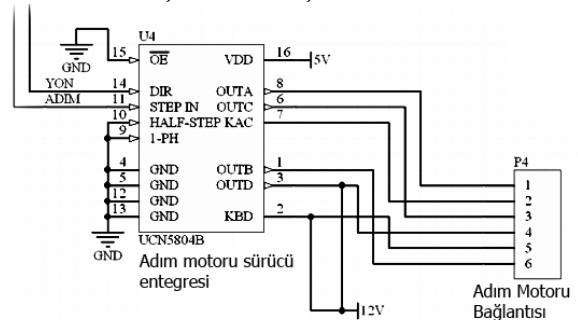 U4
15 OE VDD 16 5V
GND
YON 14 DIR OUTA 8
ADIM 11 STEP IN OUTC 6
10 HALF-STEP KAC 7
9 1-PH
P4
4 GND OUTB 1 1
5 GND OUTD 3 2
12 GND 3
13 GND KBD 2 4
5
6
GND
UCN5804B
Adım motoru sürücü
entegresi
12V
Adım Motoru
Bağlantısı